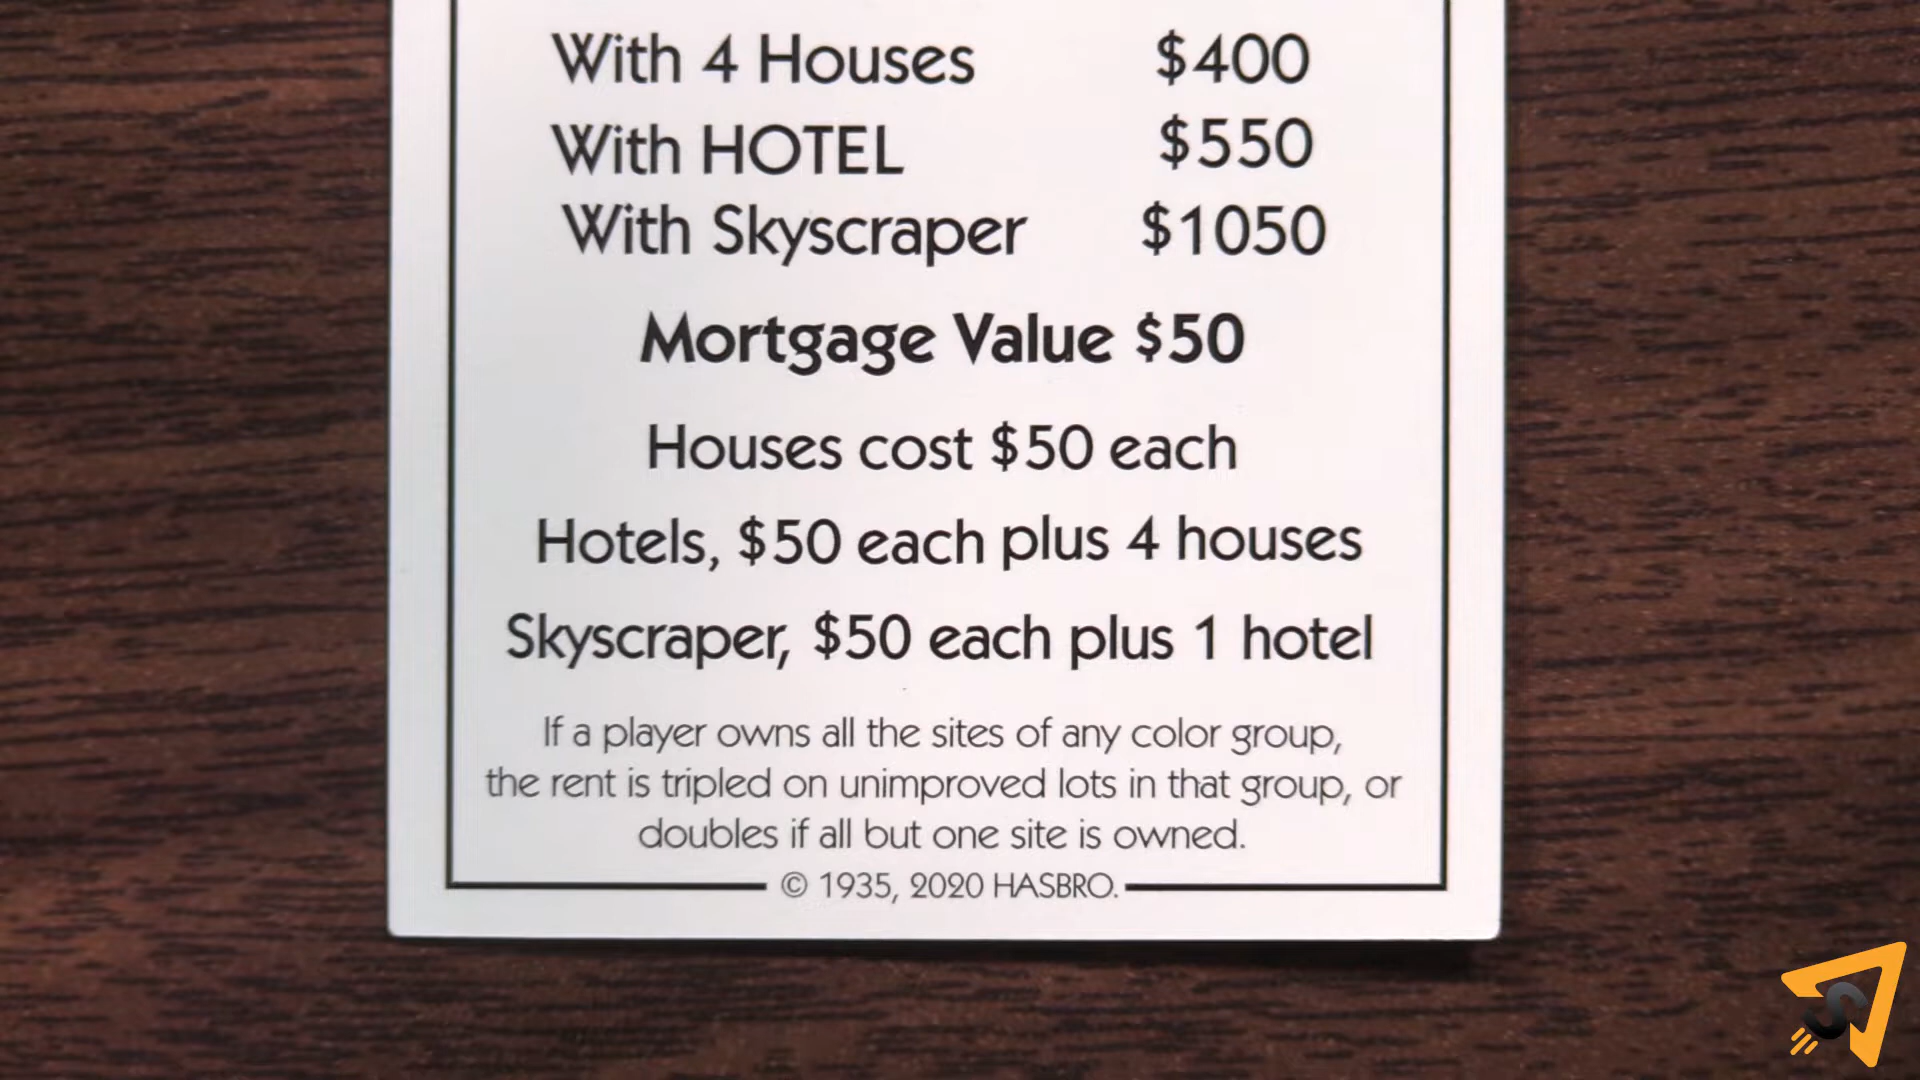 With 4 Houses $400
With HOTEL $550
With Skyscraper $1050
Mortgage Value $50
Houses cost $50 each
Hotels, $50 each plus 4 houses
Skyscraper, $50 each plus 1 hotel
If a player owns all the sites of any color group,
the rent is tripled on unimproved lots in that group, or
doubles if all but one site is owned.
© 1935, 2020 HASBRO.
S